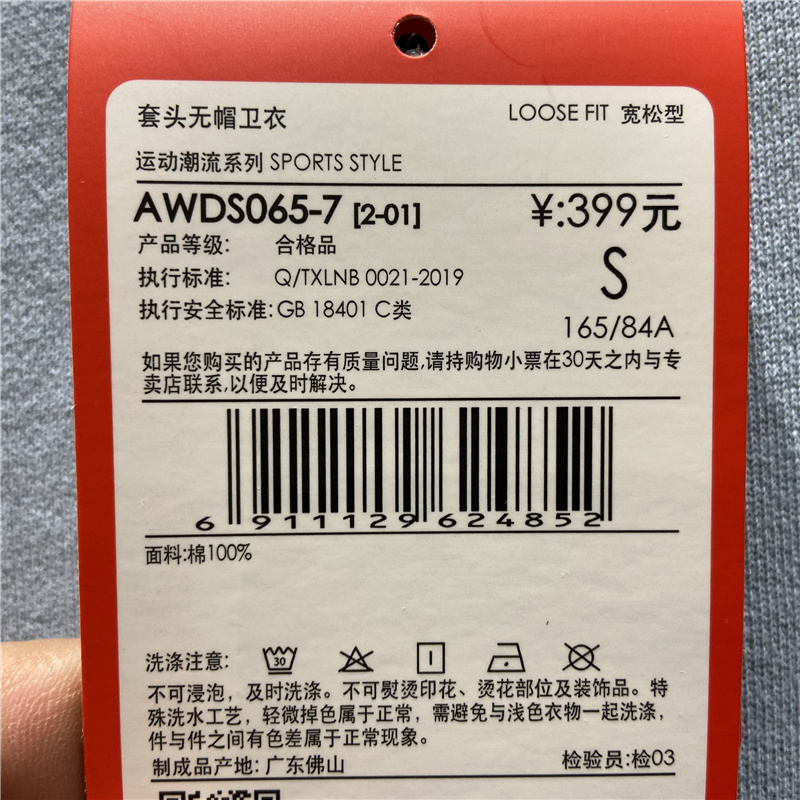 套头无帽卫衣 LOOSE FIT 宽松型
运动潮流系列 SPORTS STYLE
AWDS065-7 [2-01] ¥:399元
产品等级: 合格品
S
执行标准: Q/TXLNB 0021-2019
执行安全标准: GB 18401 C类
165/84A
如果您购买的产品存有质量问题,请持购物小票在30天之内与专
卖店联系,以便及时解决。
6 911129 624852
面料:棉100%
洗涤注意: 30
不可浸泡，及时洗涤。不可熨烫印花、烫花部位及装饰品。特
殊洗水工艺，轻微掉色属于正常，需避免与浅色衣物一起洗涤，
件与件之间有色差属于正常现象。
制成品产地: 广东佛山 检验员:检03